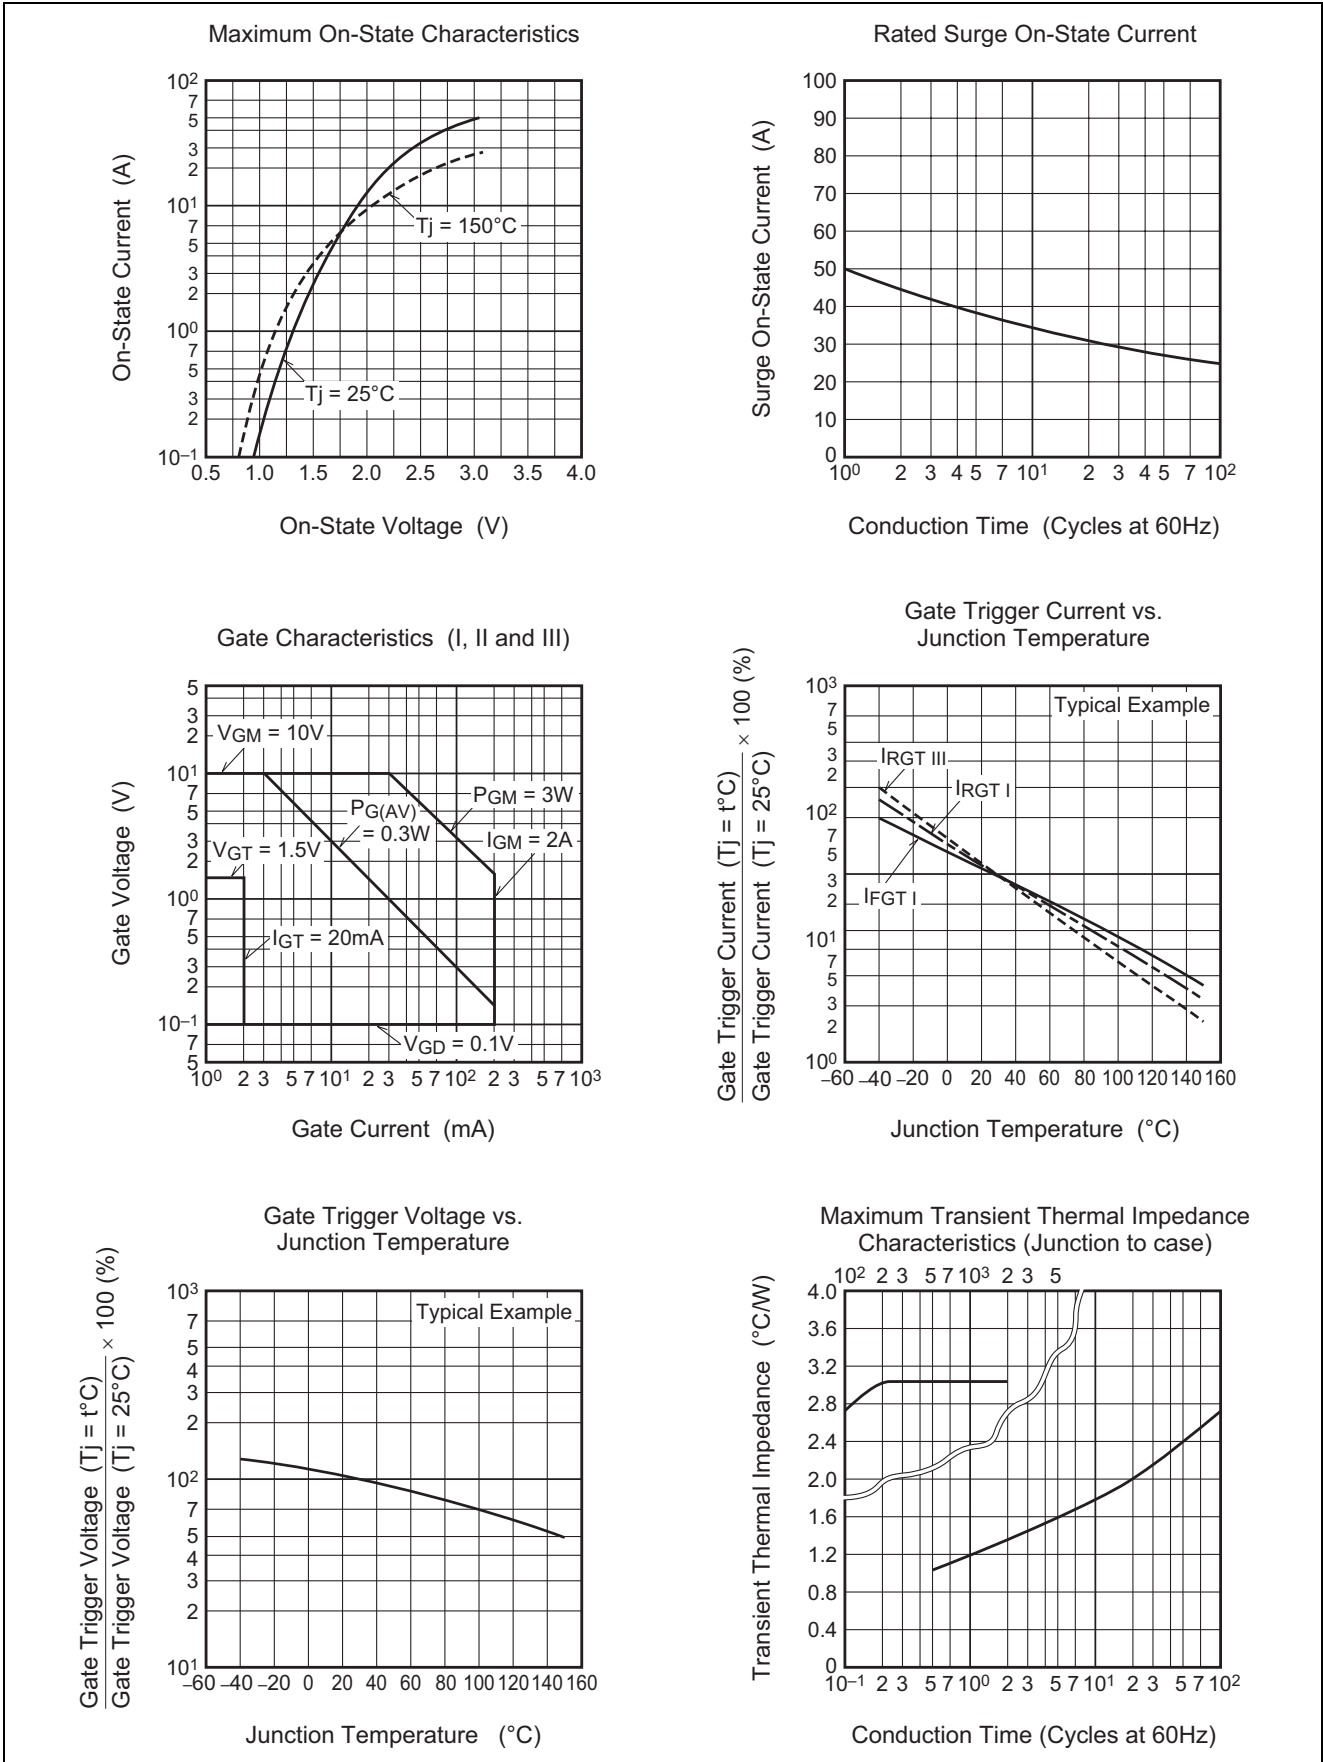 Maximum On-State Characteristics
On-State Current (A)
10² 7 5 3 2 10¹ 7 5 3 2 10⁰ 7 5 3 2 10–1
Tj = 150°C
Tj = 25°C
0.5 1.0 1.5 2.0 2.5 3.0 3.5 4.0
On-State Voltage (V)
Rated Surge On-State Current
Surge On-State Current (A)
100 90 80 70 60 50 40 30 20 10 0
10⁰ 2 3 4 5 7 10¹ 2 3 4 5 7 10²
Conduction Time (Cycles at 60Hz)
Gate Characteristics (I, II and III)
Gate Voltage (V)
5 3 2 10¹ 7 5 3 2 10⁰ 7 5 3 2 10–1 7 5
VGM = 10V
PGM = 3W
PG(AV)
= 0.3W
IGM = 2A
VGT = 1.5V
IGT = 20mA
VGD = 0.1V
10⁰ 2 3 5 7 10¹ 2 3 5 7 10² 2 3 5 7 10³
Gate Current (mA)
Gate Trigger Current vs.
Junction Temperature
Gate Trigger Current (Tj = t°C)
Gate Trigger Current (Tj = 25°C)
× 100 (%)
10³ 7 5 3 2 10² 7 5 3 2 10¹ 7 5 3 2 10⁰
Typical Example
IRGT III
IRGT I
IFGT I
–60 –40 –20 0 20 40 60 80 100 120 140 160
Junction Temperature (°C)
Gate Trigger Voltage vs.
Junction Temperature
Gate Trigger Voltage (Tj = t°C)
Gate Trigger Voltage (Tj = 25°C)
× 100 (%)
10³ 7 5 4 3 2 10² 7 5 4 3 2 10¹
Typical Example
–60 –40 –20 0 20 40 60 80 100 120 140 160
Junction Temperature (°C)
Maximum Transient Thermal Impedance
Characteristics (Junction to case)
Transient Thermal Impedance (°C/W)
10² 2 3 5 7 10³ 2 3 5
4.0 3.6 3.2 2.8 2.4 2.0 1.6 1.2 0.8 0.4 0
10–1 2 3 5 7 10⁰ 2 3 5 7 10¹ 2 3 5 7 10²
Conduction Time (Cycles at 60Hz)